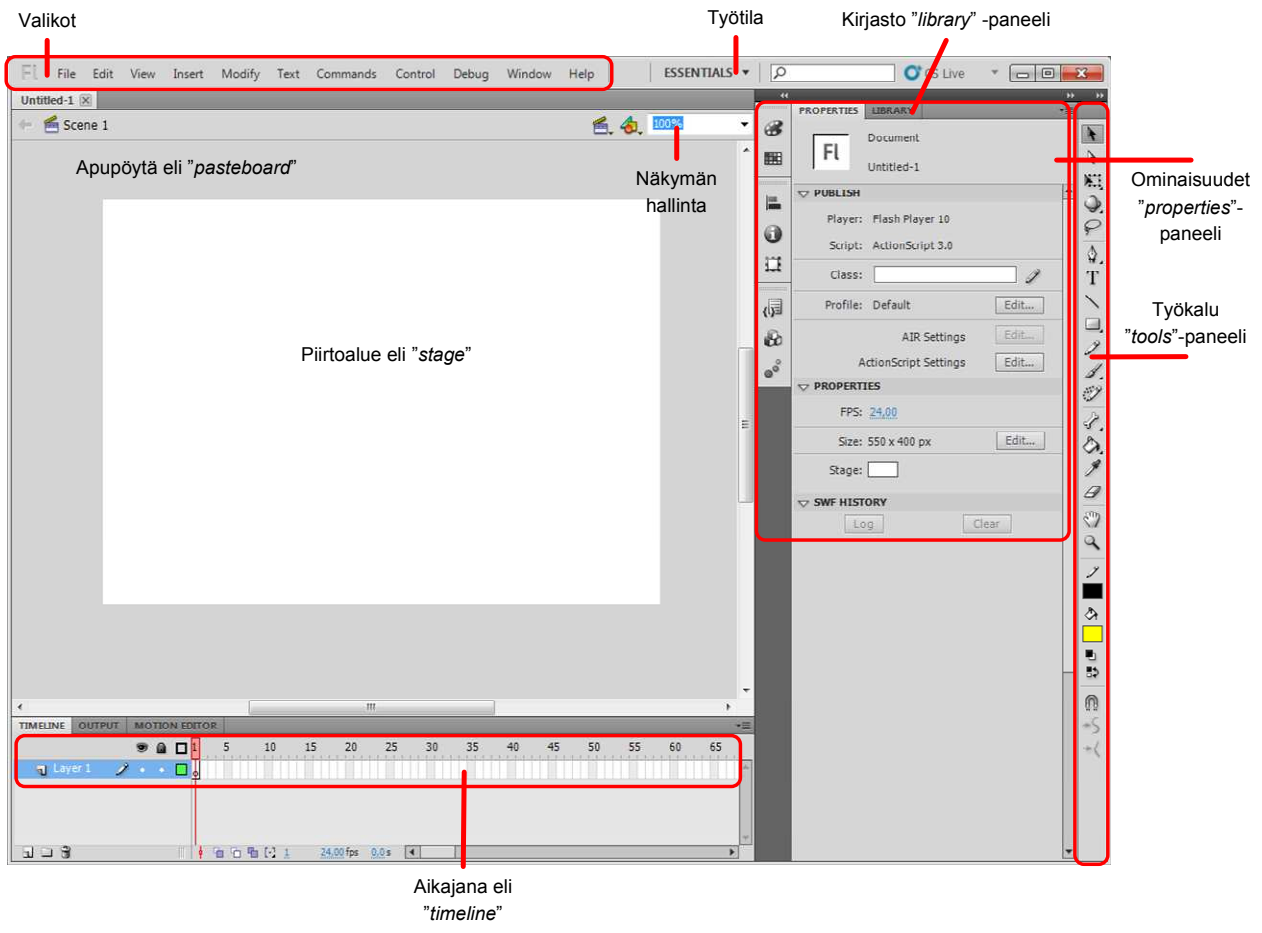 Valikot
Työtila
Kirjasto ”library” -paneeli
Fl File Edit View Insert Modify Text Commands Control Debug Window Help
ESSENTIALS
CS Live
Untitled-1
Scene 1
100%
Apupöytä eli ”pasteboard”
Näkymän
hallinta
Piirtoalue eli ”stage”
PROPERTIES LIBRARY
Fl
Document
Untitled-1
PUBLISH
Player: Flash Player 10
Script: ActionScript 3.0
Class:
Profile: Default Edit...
AIR Settings Edit...
ActionScript Settings Edit...
PROPERTIES
FPS: 24,00
Size: 550 x 400 px Edit...
Stage:
SWF HISTORY
Log Clear
T
Ominaisuudet
”properties”-
paneeli
Työkalu
”tools”-paneeli
TIMELINE OUTPUT MOTION EDITOR
1 5 10 15 20 25 30 35 40 45 50 55 60 65
Layer 1
1 24,00 fps 0,0 s
Aikajana eli
”timeline”